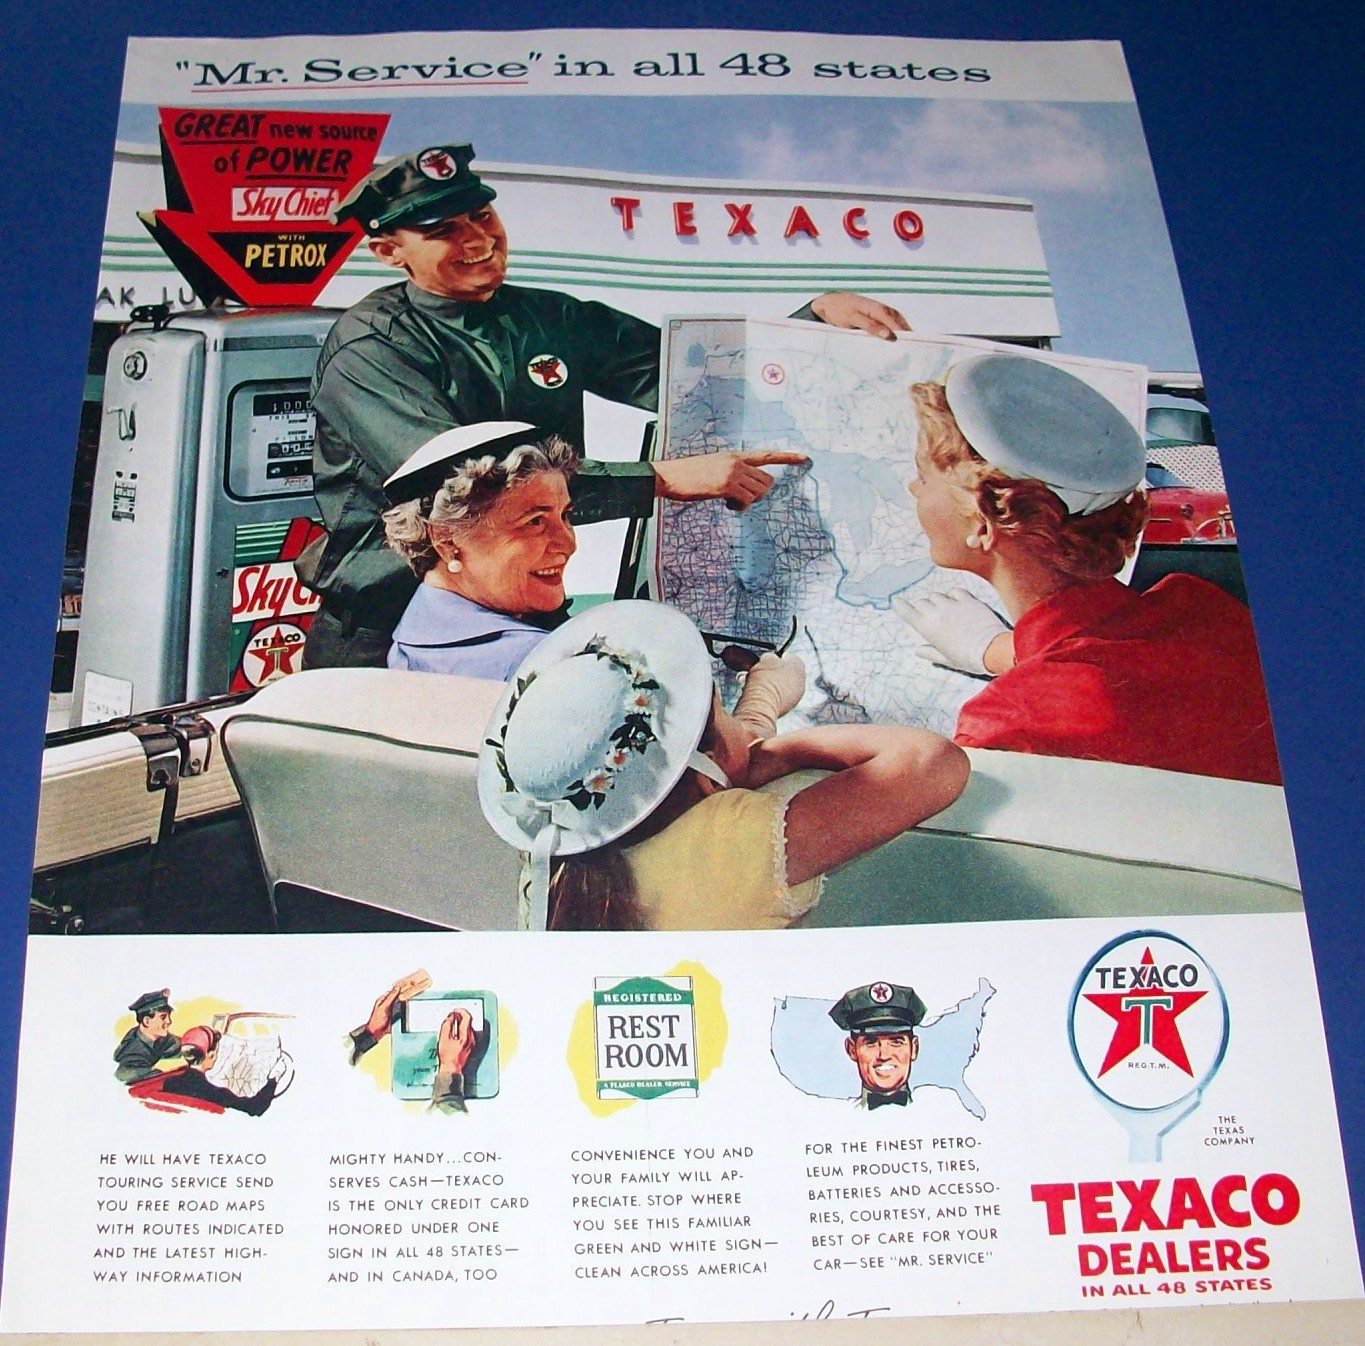 "Mr. Service" in all 48 states
GREAT new source
of POWER
Sky Chief
WITH
PETROX
TEXACO
AK LU
TEXACO
T
HE WILL HAVE TEXACO
TOURING SERVICE SEND
YOU FREE ROAD MAPS
WITH ROUTES INDICATED
AND THE LATEST HIGH-
WAY INFORMATION
MIGHTY HANDY...CON-
SERVES CASH—TEXACO
IS THE ONLY CREDIT CARD
HONORED UNDER ONE
SIGN IN ALL 48 STATES—
AND IN CANADA, TOO
REGISTERED
REST
ROOM
A TEXACO DEALER SERVICE
CONVENIENCE YOU AND
YOUR FAMILY WILL AP-
PRECIATE. STOP WHERE
YOU SEE THIS FAMILIAR
GREEN AND WHITE SIGN—
CLEAN ACROSS AMERICA!
FOR THE FINEST PETRO-
LEUM PRODUCTS, TIRES,
BATTERIES AND ACCESSO-
RIES, COURTESY, AND THE
BEST OF CARE FOR YOUR
CAR—SEE "MR. SERVICE"
TEXACO
T
REG.T.M.
THE
TEXAS
COMPANY
TEXACO
DEALERS
IN ALL 48 STATES